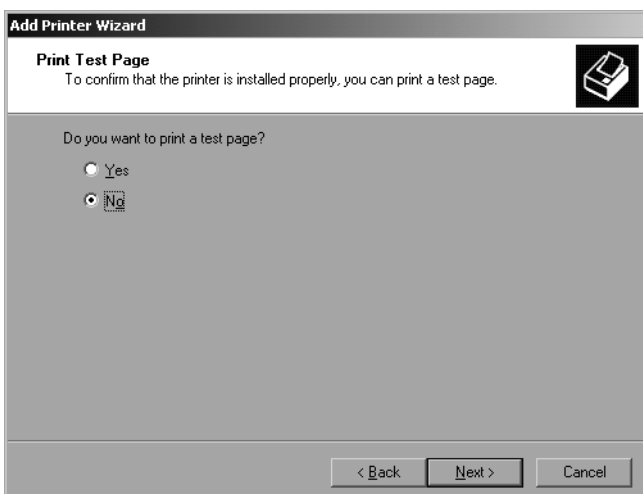 Add Printer Wizard
Print Test Page
To confirm that the printer is installed properly, you can print a test page.
Do you want to print a test page?
Yes
No
< Back
Next >
Cancel